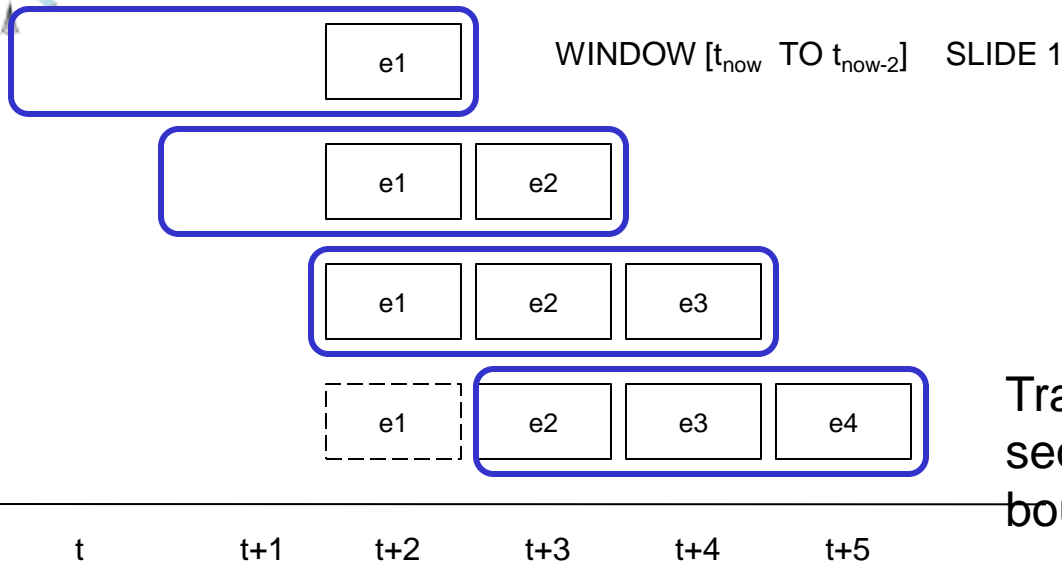 e1 WINDOW [tnow TO tnow-2] SLIDE 1
e1 e2
e1 e2 e3
e1 e2 e3 e4
t t+1 t+2 t+3 t+4 t+5